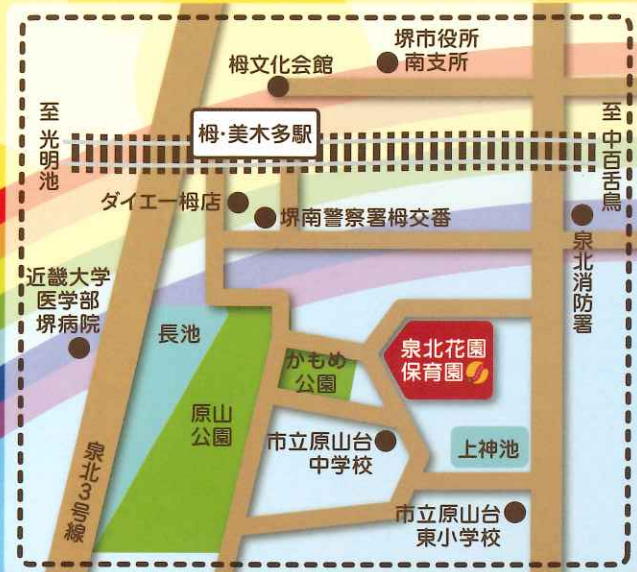 堺市役所
南支所
栂文化会館
至 光明池
栂・美木多駅
至 中百舌鳥
ダイエー栂店
堺南警察署栂交番
泉北消防署
近畿大学
医学部
堺病院
長池
かもめ
公園
泉北花園
保育園
原山
公園
市立原山台
中学校
上神池
泉北3号線
市立原山台
東小学校